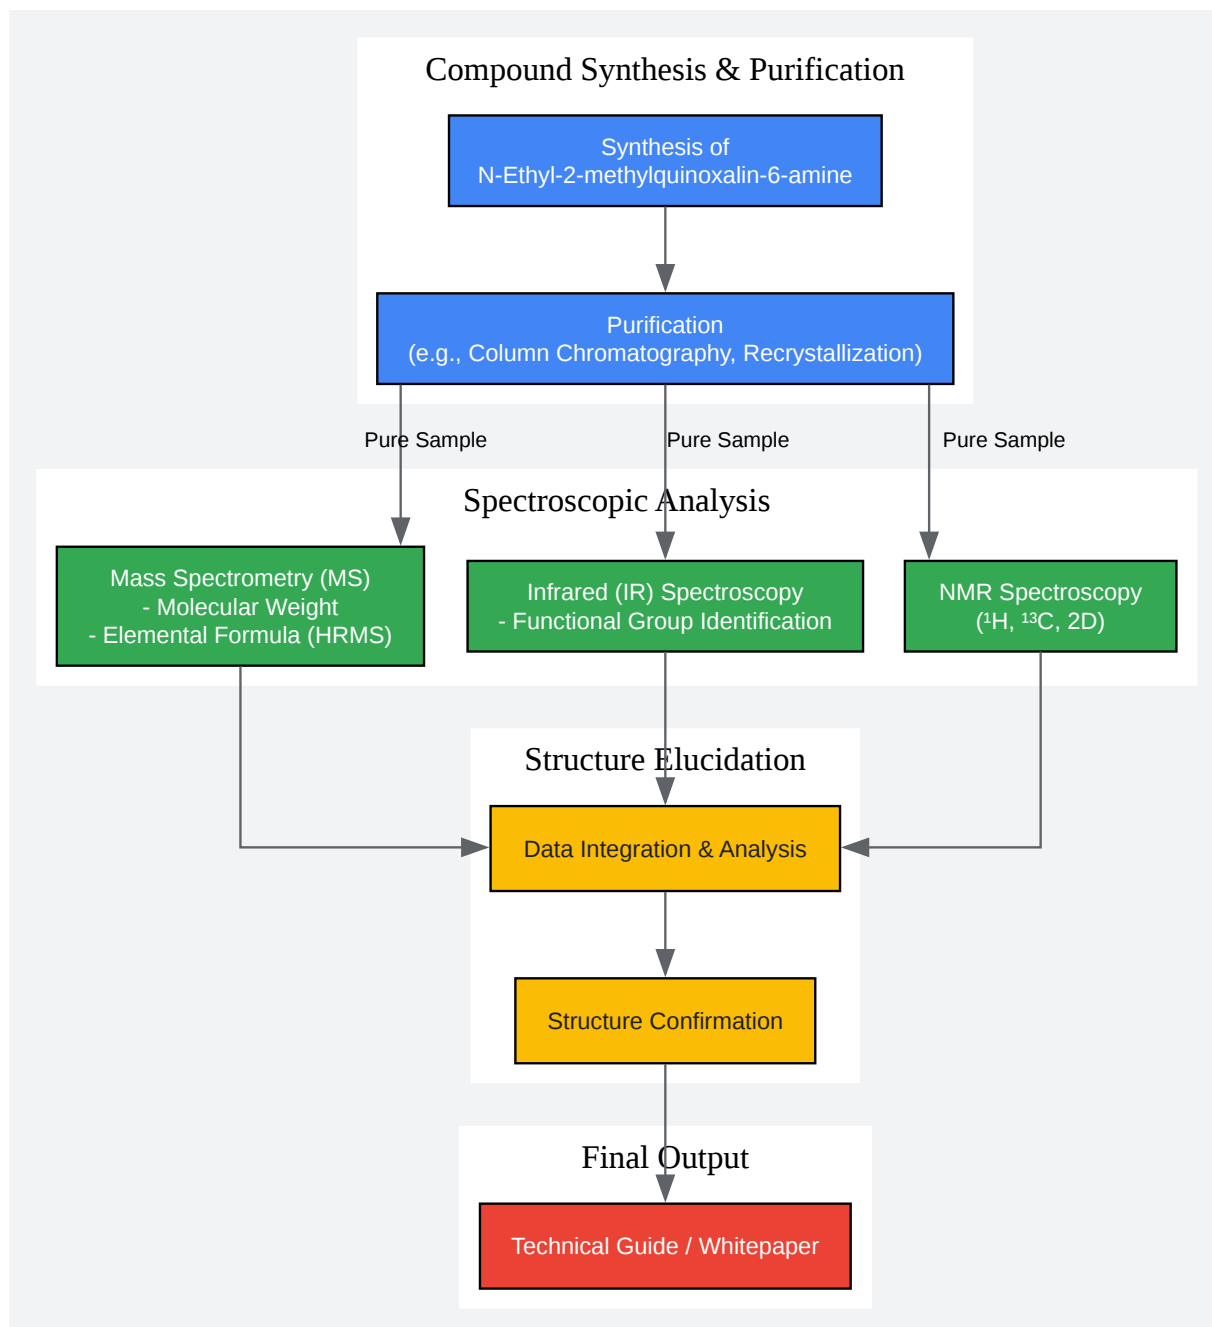 Compound Synthesis & Purification
Synthesis of
N-Ethyl-2-methylquinoxalin-6-amine
Purification
(e.g., Column Chromatography, Recrystallization)
Pure Sample
Pure Sample
Pure Sample
Spectroscopic Analysis
Mass Spectrometry (MS)
- Molecular Weight
- Elemental Formula (HRMS)
Infrared (IR) Spectroscopy
- Functional Group Identification
NMR Spectroscopy
(¹H, ¹³C, 2D)
Structure Elucidation
Data Integration & Analysis
Structure Confirmation
Final Output
Technical Guide / Whitepaper